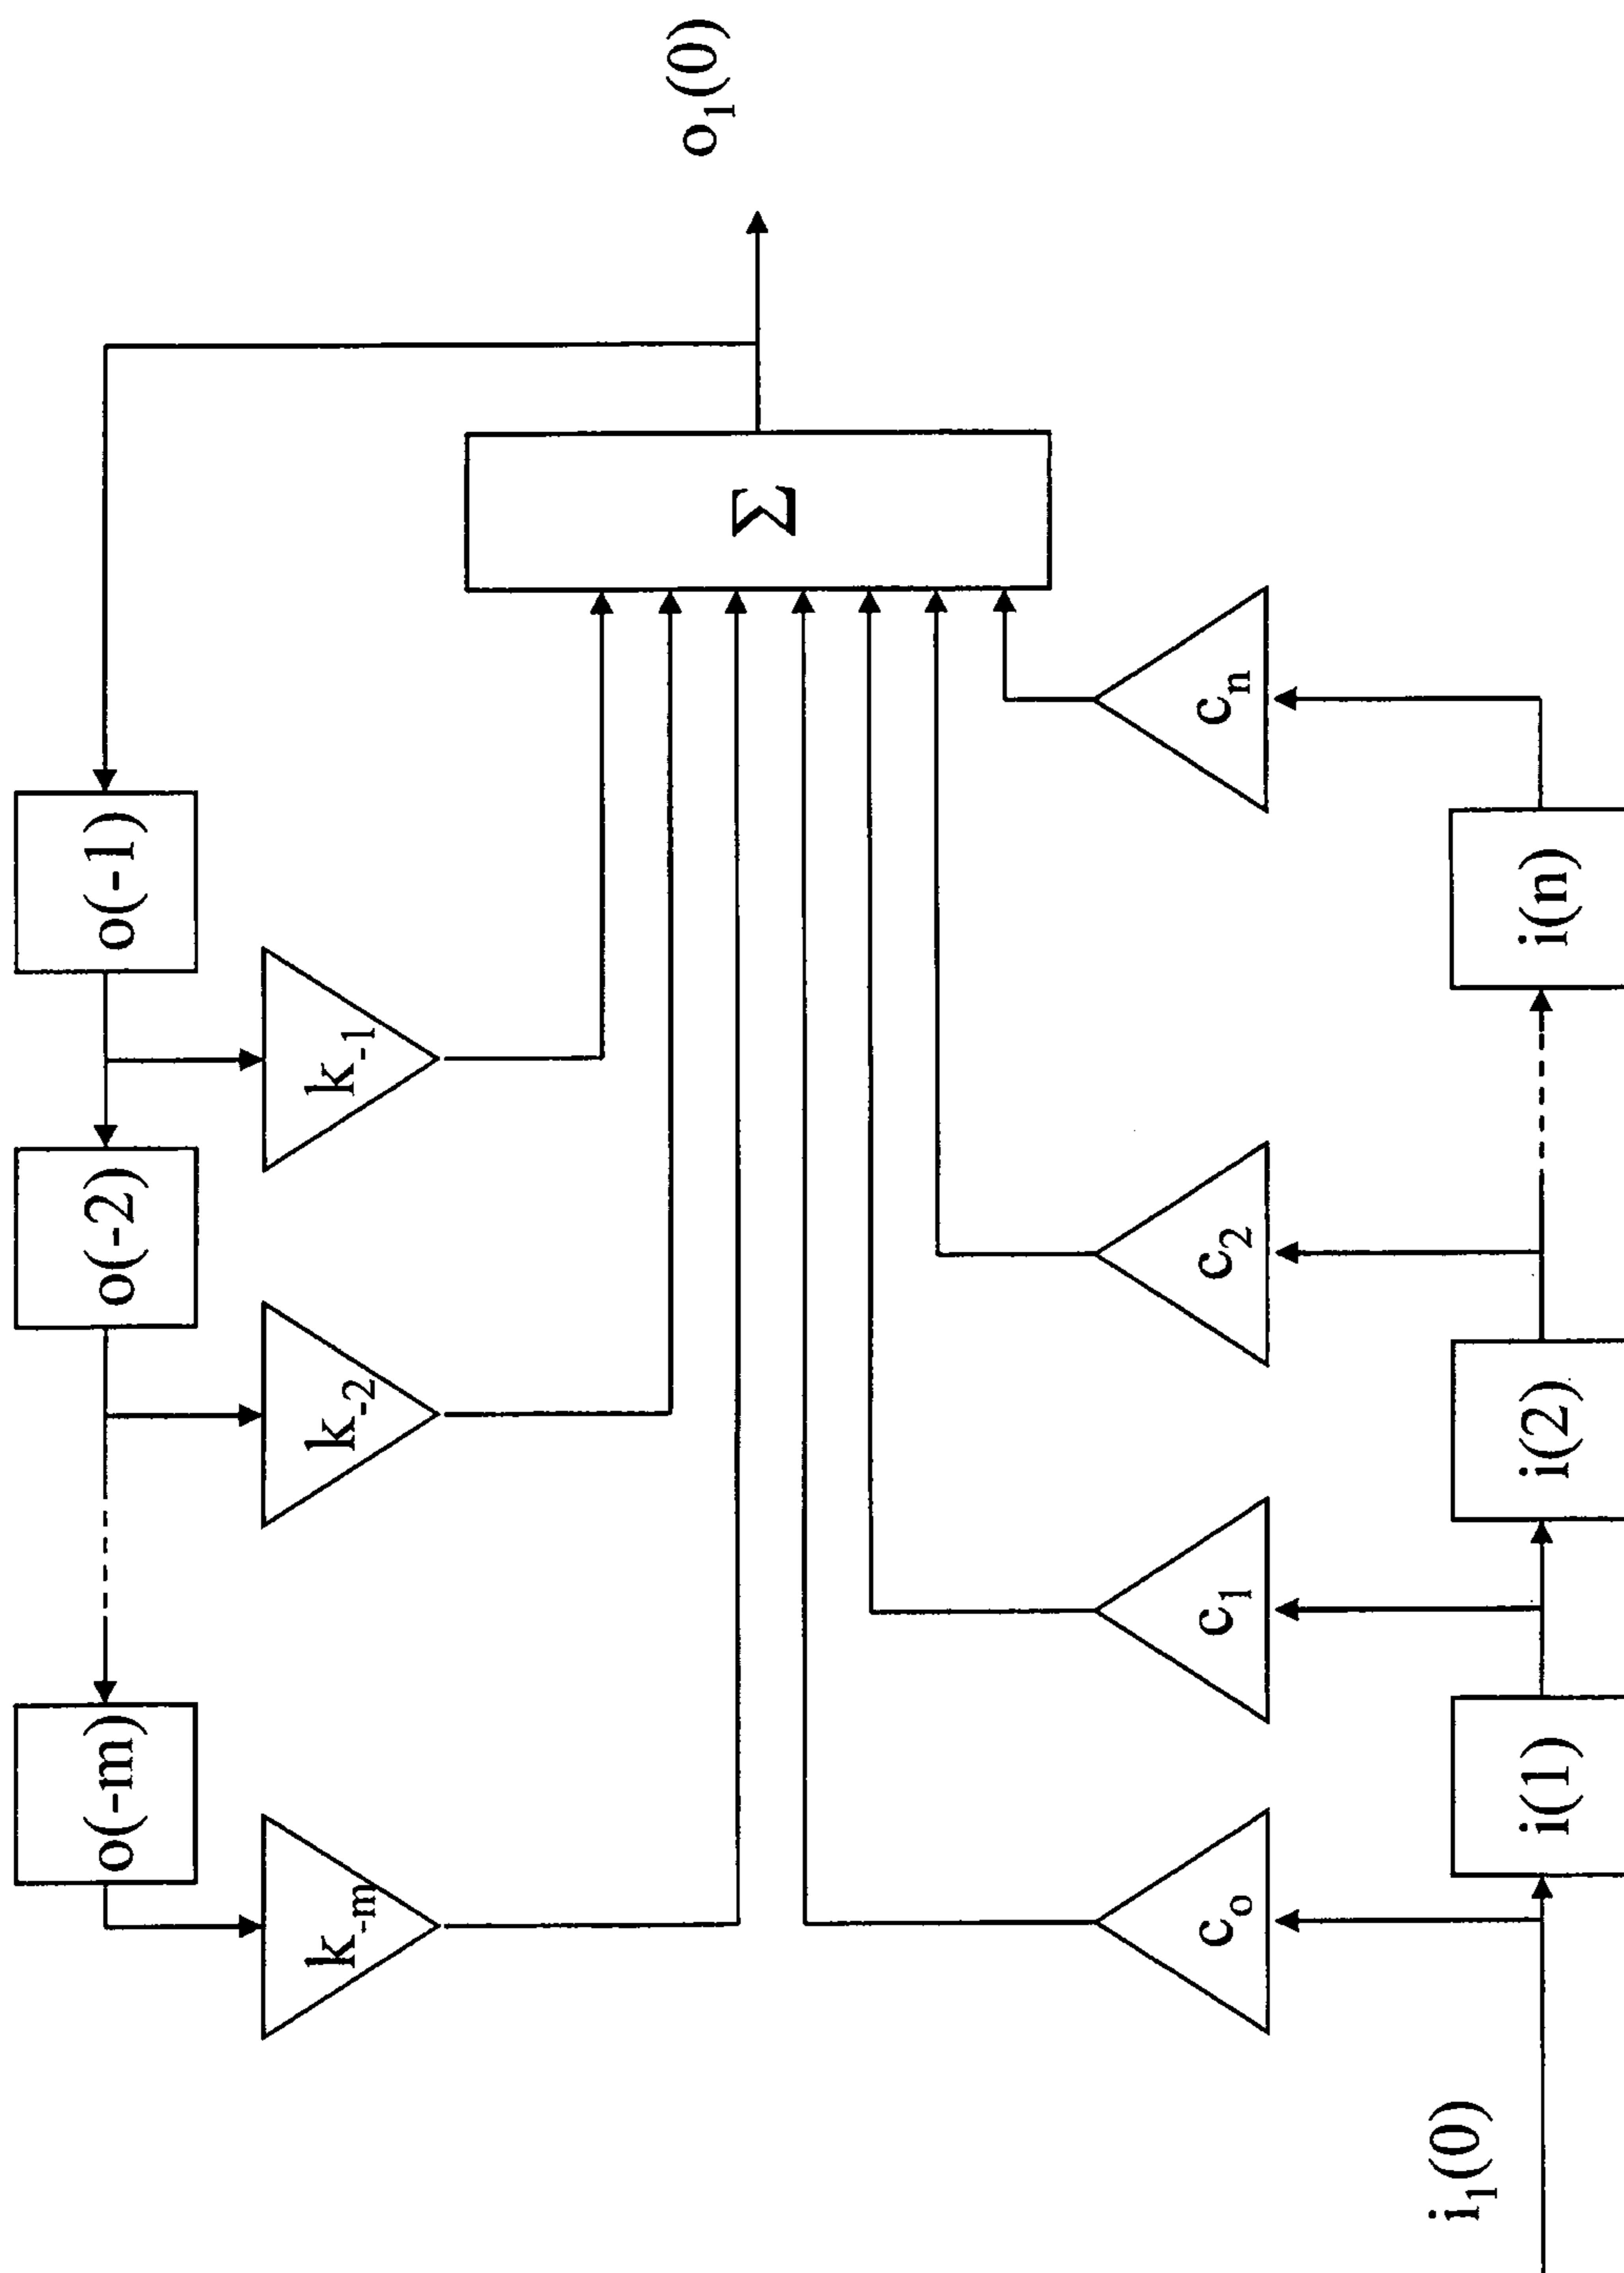 o(-m)
o(-2)
o(-1)
k₋ₘ
k₋₂
k₋₁
o₁(0)
Σ
cₒ
c₁
c₂
cₙ
i₁(0)
i(1)
i(2)
i(n)